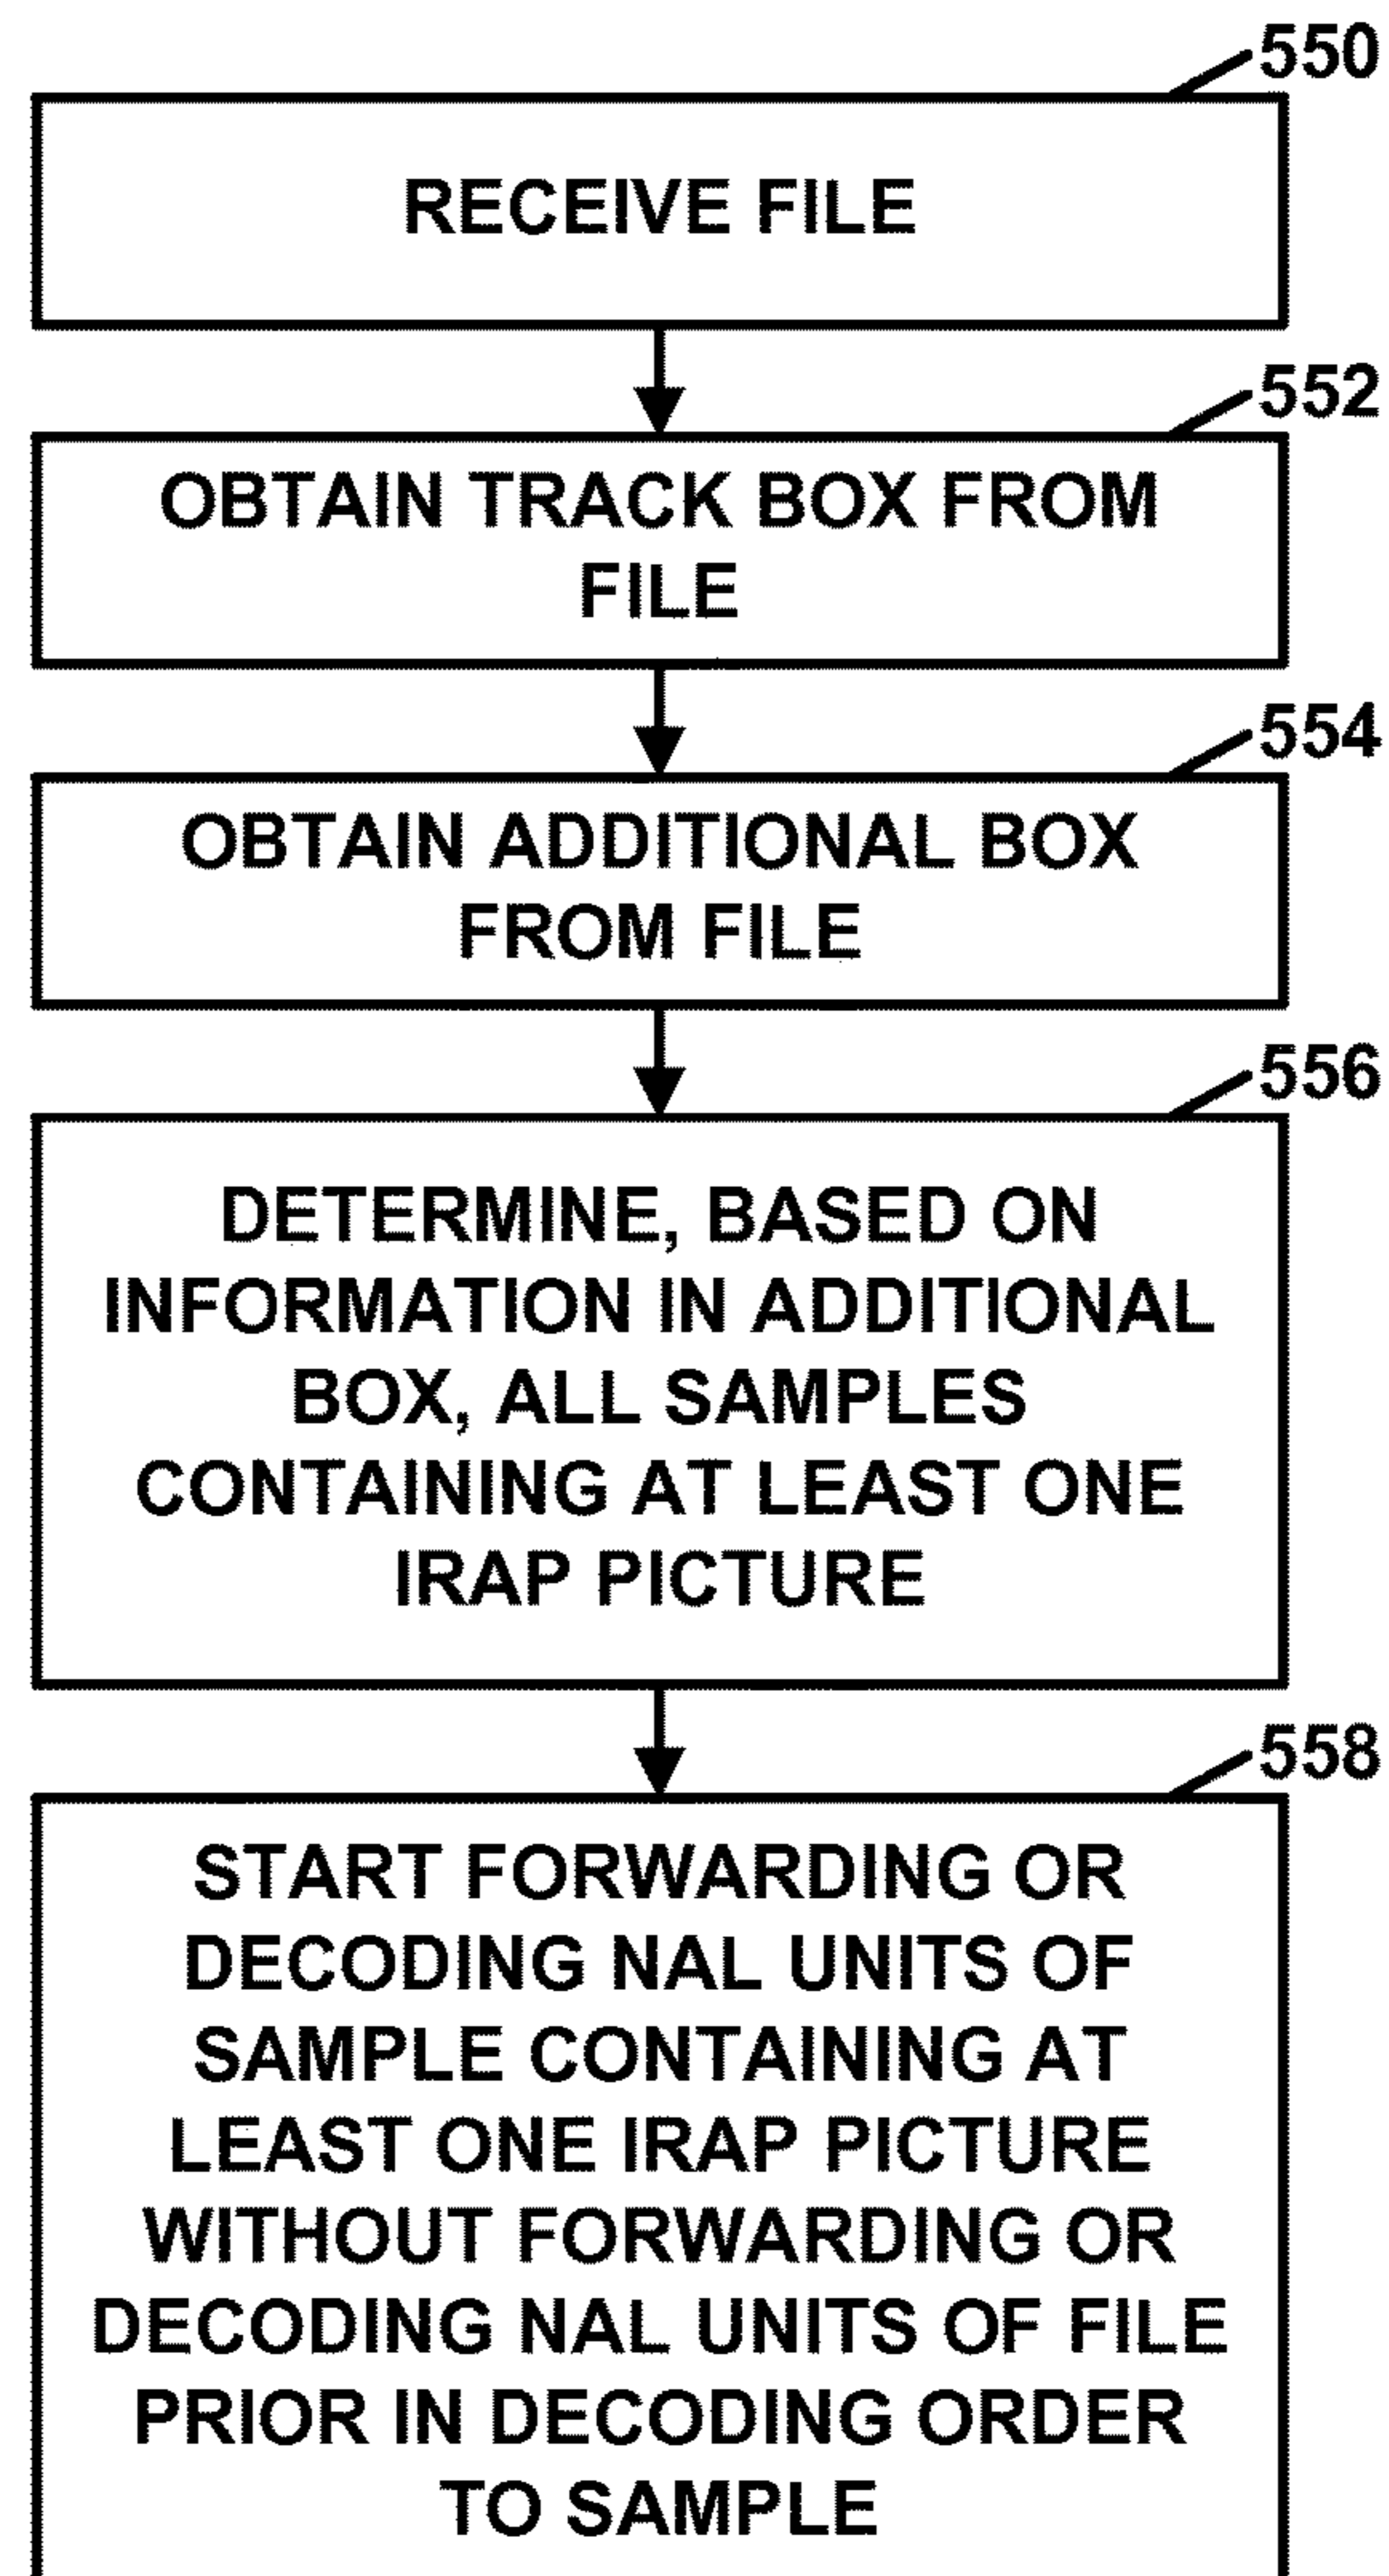 550
RECEIVE FILE
552
OBTAIN TRACK BOX FROM
FILE
554
OBTAIN ADDITIONAL BOX
FROM FILE
556
DETERMINE, BASED ON
INFORMATION IN ADDITIONAL
BOX, ALL SAMPLES
CONTAINING AT LEAST ONE
IRAP PICTURE
558
START FORWARDING OR
DECODING NAL UNITS OF
SAMPLE CONTAINING AT
LEAST ONE IRAP PICTURE
WITHOUT FORWARDING OR
DECODING NAL UNITS OF FILE
PRIOR IN DECODING ORDER
TO SAMPLE